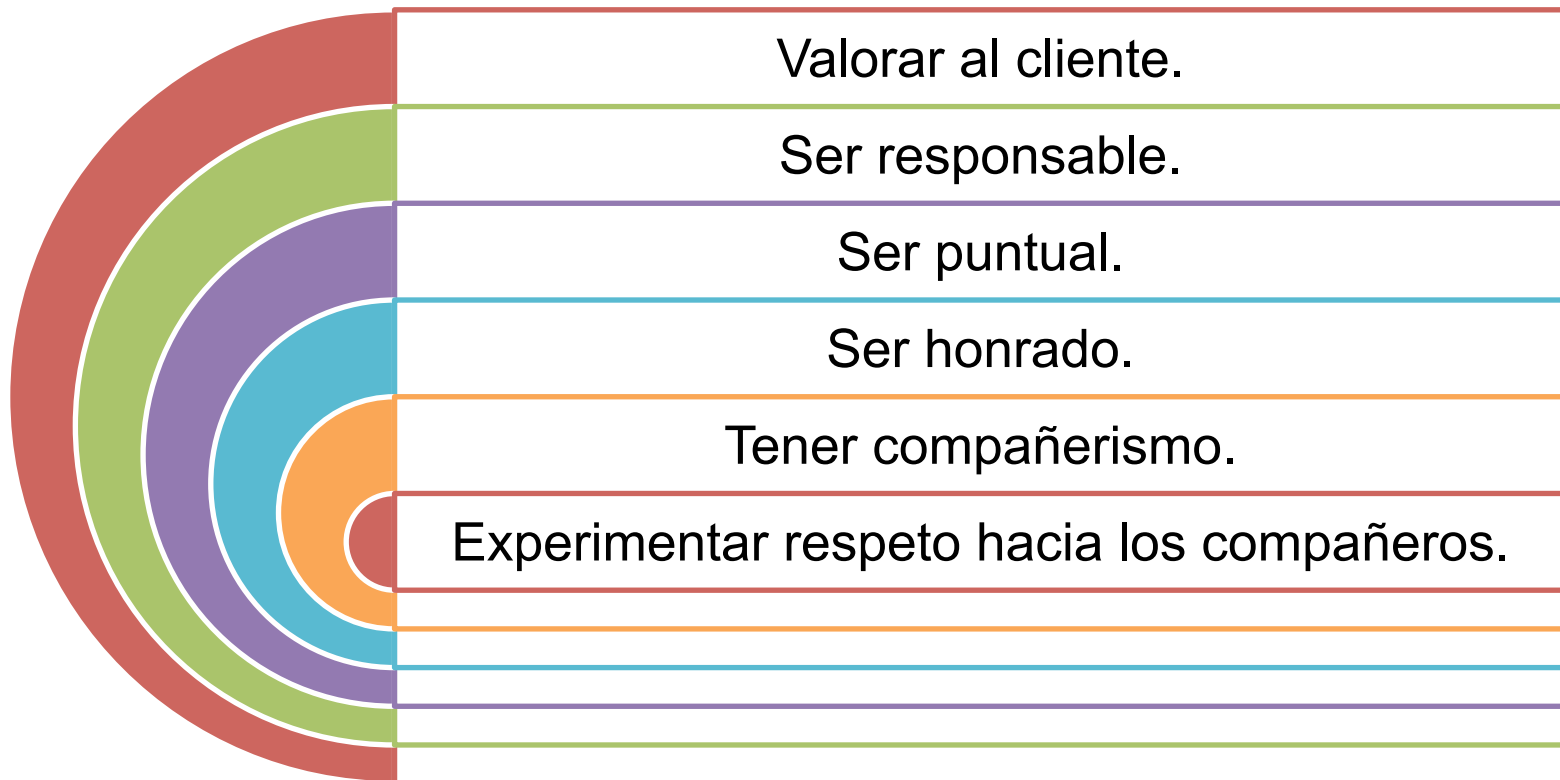 Valorar al cliente.
Ser responsable.
Ser puntual.
Ser honrado.
Tener compañerismo.
Experimentar respeto hacia los compañeros.